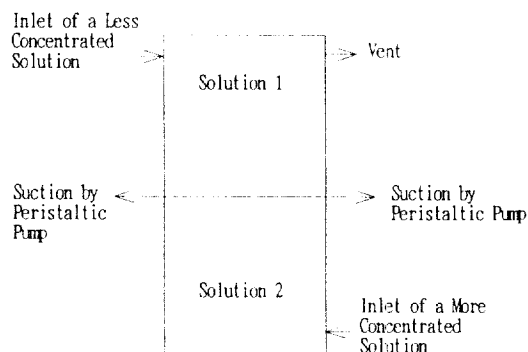 Inlet of a Less
Concentrated
Solution
Vent
Solution 1
Suction by
Peristaltic
Pump
Suction by
Peristaltic Pump
Solution 2
Inlet of a More
Concentrated
Solution